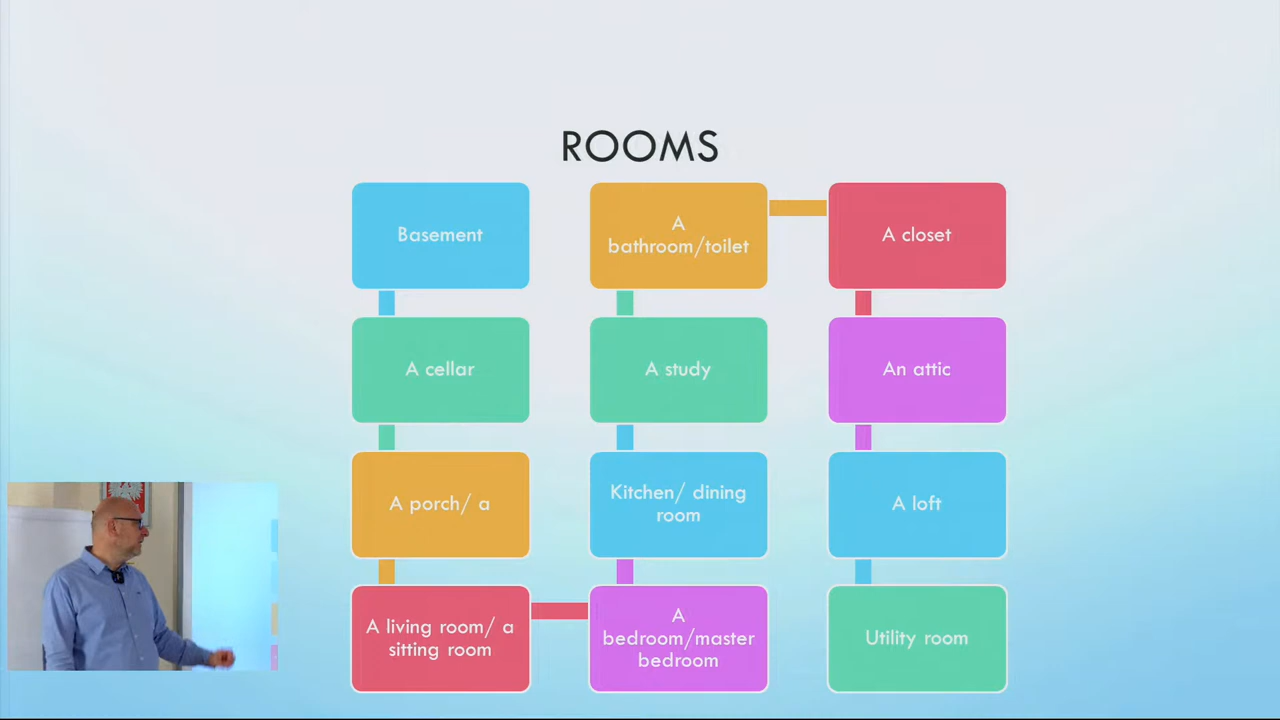 ROOMS
Basement
A cellar
A porch/ a
A living room/ a
sitting room
A
bedroom/master
bedroom
Kitchen/ dining
room
A study
A
bathroom/toilet
A closet
An attic
A loft
Utility room